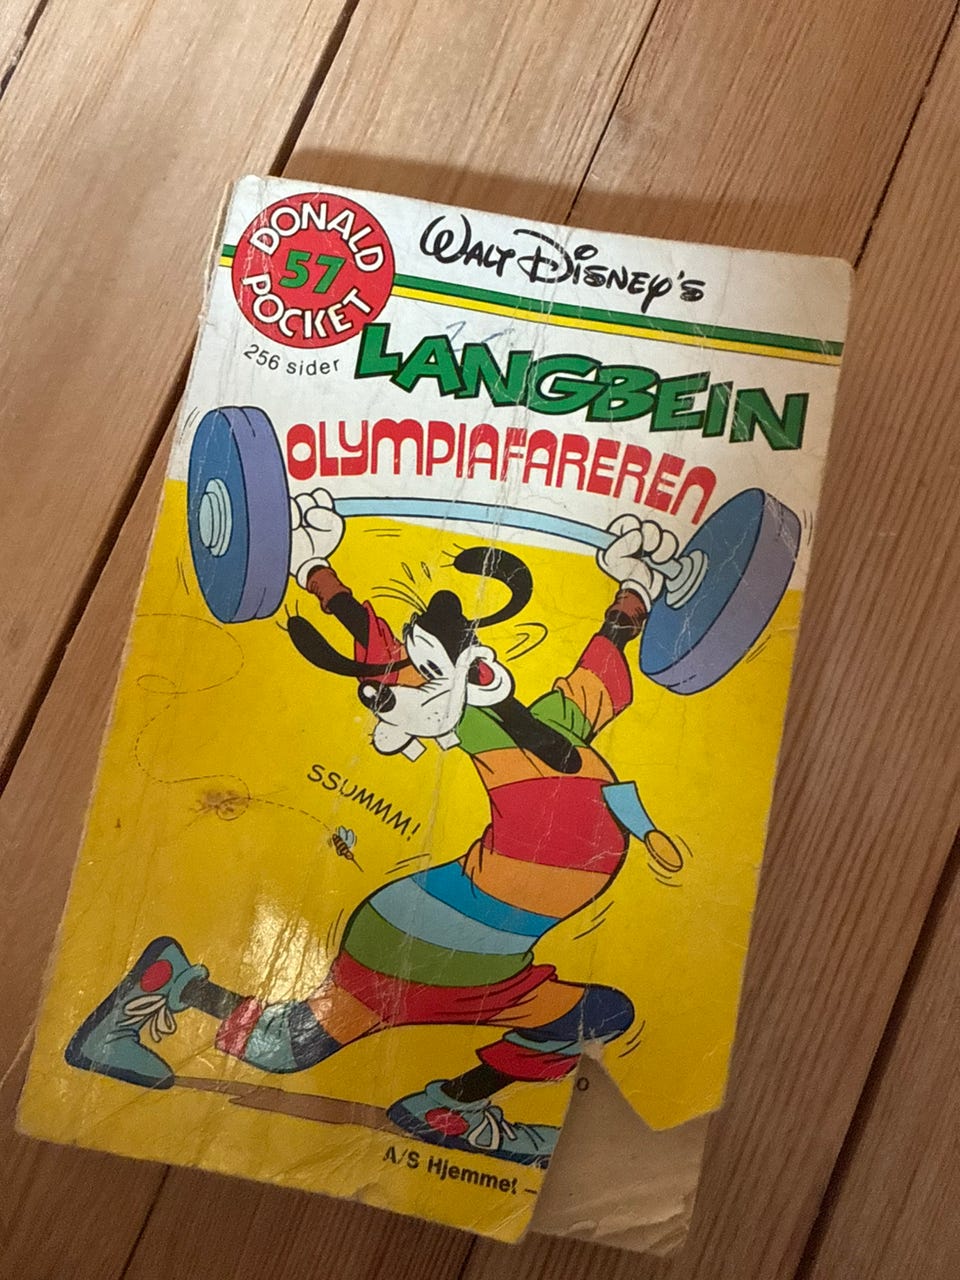 DONALD
57
POCKET
Walt Disney's
256 sider
LANGBEIN
OLYMPIAFAREREN
SSUMMM!
A/S Hjemmet –